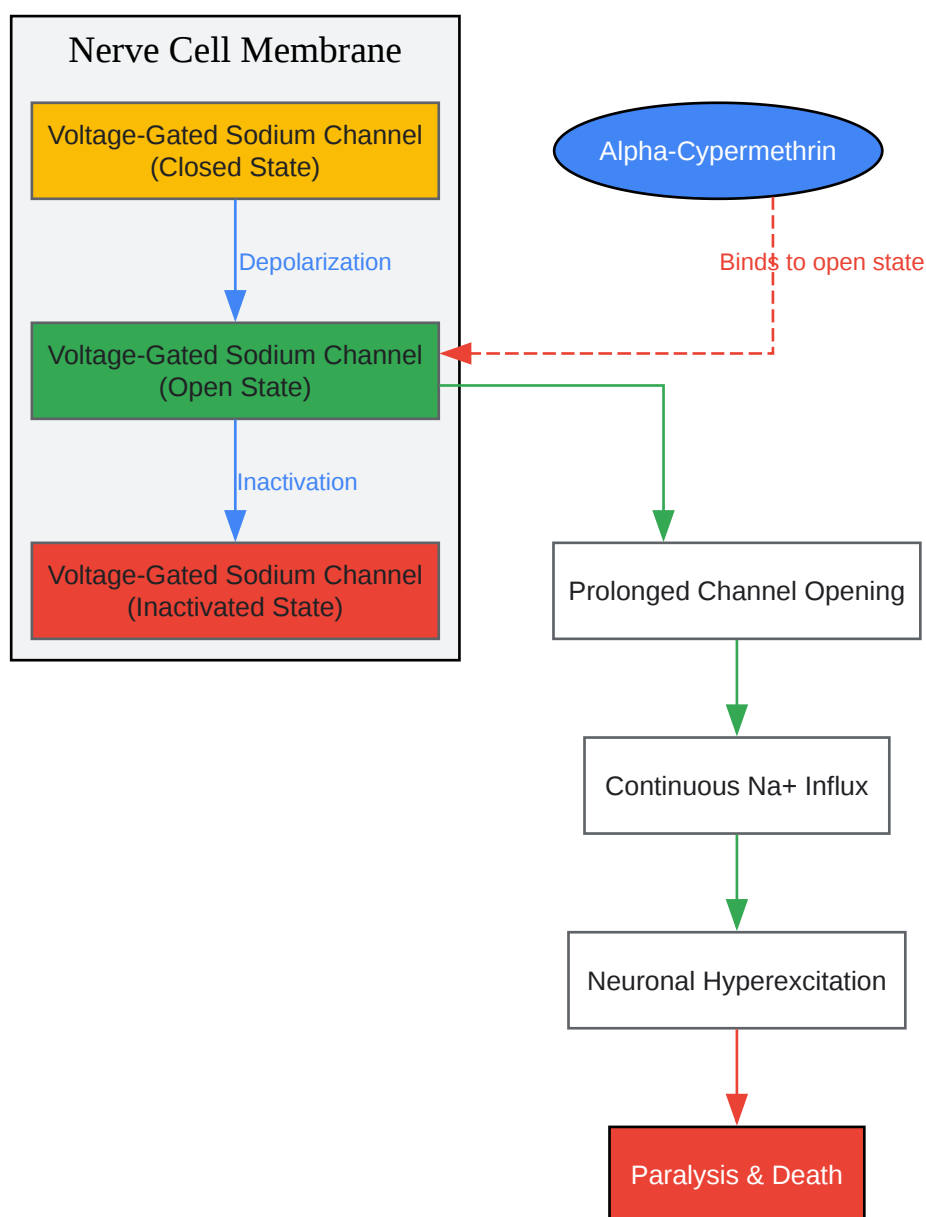 Nerve Cell Membrane
Voltage-Gated Sodium Channel
(Closed State)
Alpha-Cypermethrin
Depolarization
Binds to open state
Voltage-Gated Sodium Channel
(Open State)
Inactivation
Voltage-Gated Sodium Channel
(Inactivated State)
Prolonged Channel Opening
Continuous Na+ Influx
Neuronal Hyperexcitation
Paralysis & Death